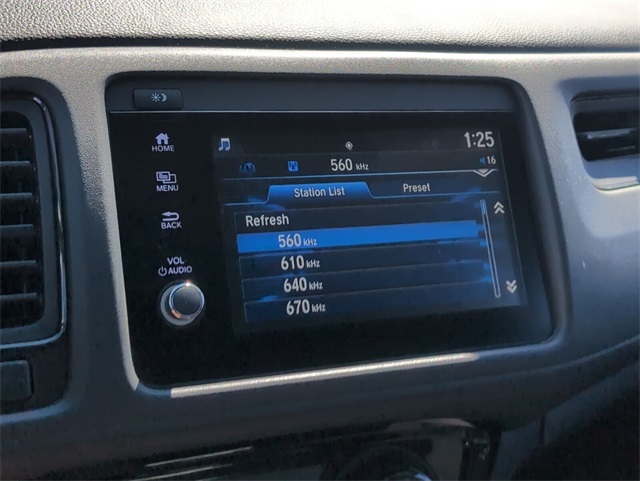 1:25
560 kHz
16
Station List
Preset
Refresh
560 kHz
610 kHz
640 kHz
670 kHz
HOME
MENU
BACK
VOL
AUDIO